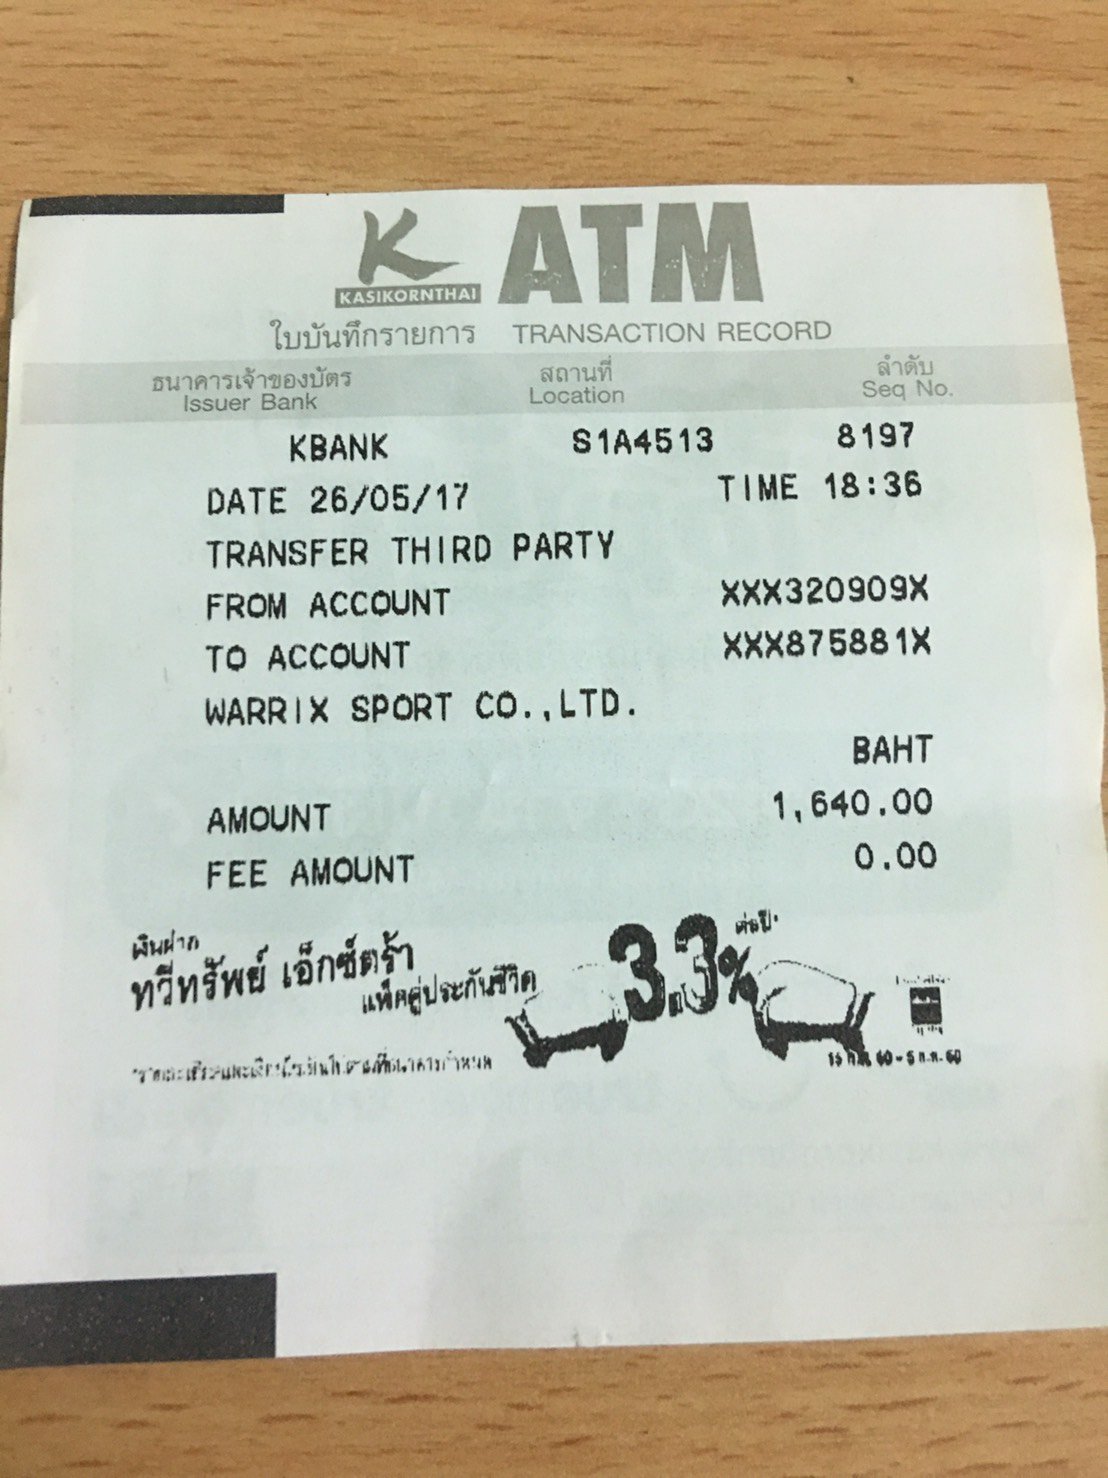 K
KASIKORNTHAI
ATM
ใบบันทึกรายการ TRANSACTION RECORD
ธนาคารเจ้าของบัตร สถานที่ ลำดับ
Issuer Bank Location Seq No.
KBANK S1A4513 8197
DATE 26/05/17 TIME 18:36
TRANSFER THIRD PARTY
FROM ACCOUNT XXX320909X
TO ACCOUNT XXX875881X
WARRIX SPORT CO.,LTD.
BAHT
AMOUNT 1,640.00
FEE AMOUNT 0.00
เงินฝาก
ทวีทรัพย์ เอ็กซ์ตร้า
แพ็คคู่ประกันชีวิต
3.3% ต่อปี*